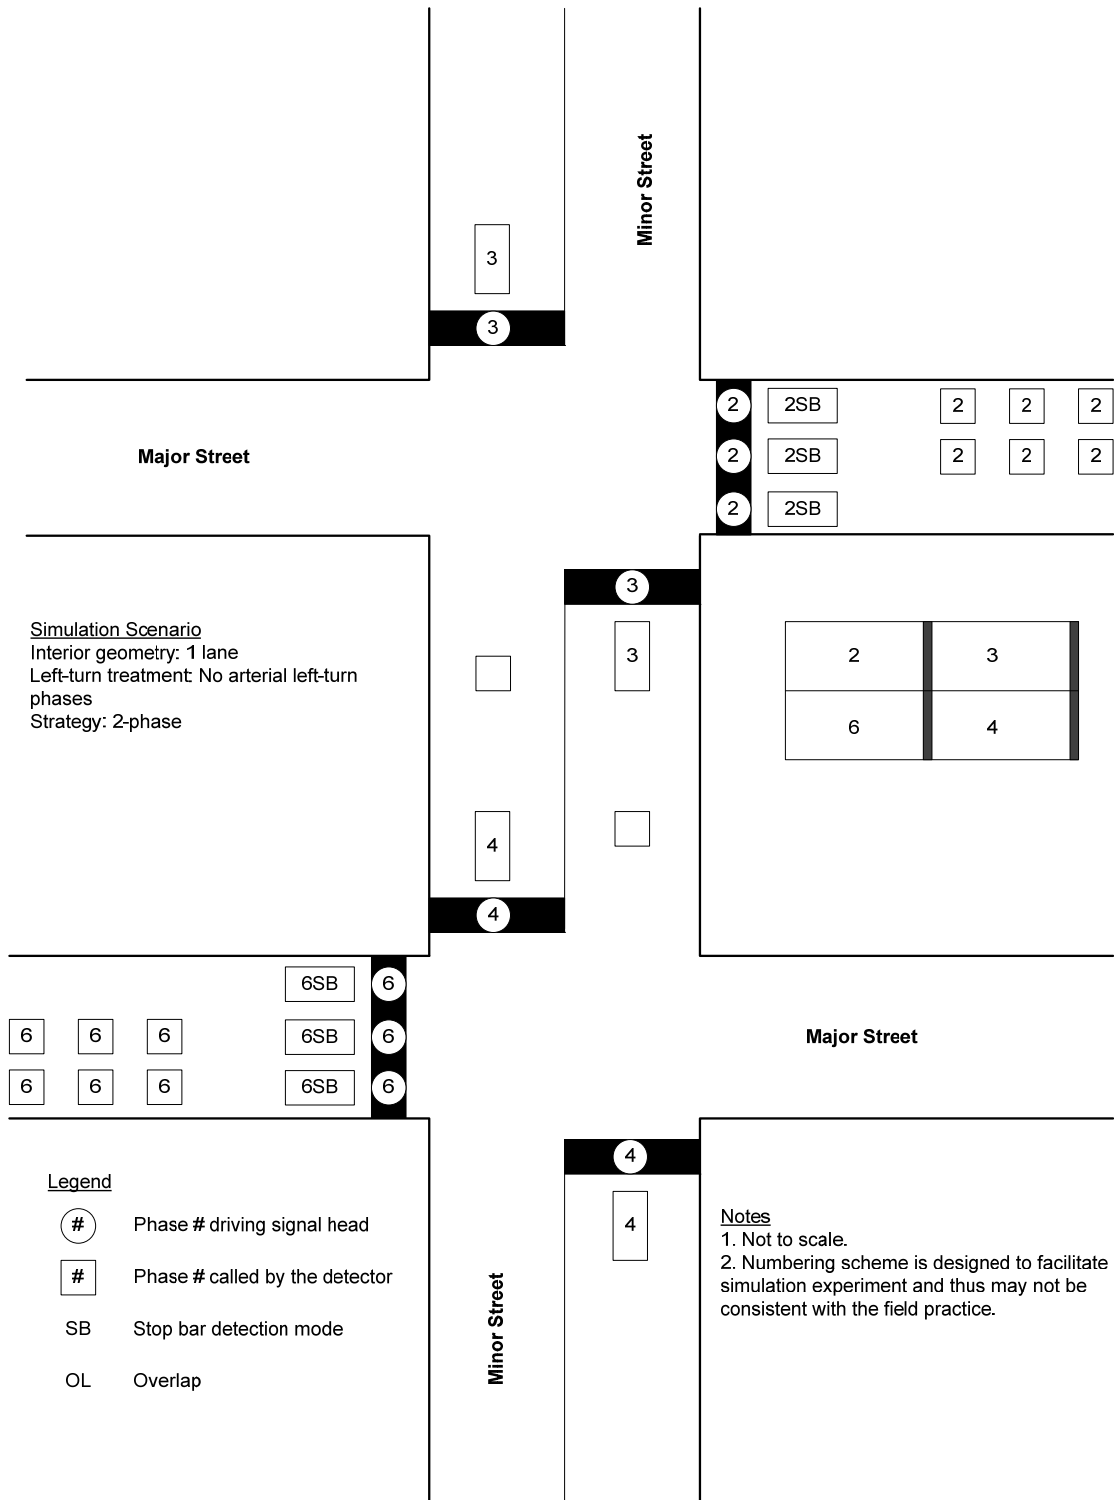 Minor Street
3
3
2 2SB 2 2 2
Major Street
2 2SB 2 2 2
2 2SB
3
Simulation Scenario
Interior geometry: 1 lane
Left-turn treatment: No arterial left-turn
phases
Strategy: 2-phase
3
2 3
6 4
4
4
6SB 6
6 6 6 6SB 6
Major Street
6 6 6 6SB 6
4
4
Legend
# Phase # driving signal head
# Phase # called by the detector
SB Stop bar detection mode
OL Overlap
Minor Street
Notes
1. Not to scale.
2. Numbering scheme is designed to facilitate
simulation experiment and thus may not be
consistent with the field practice.